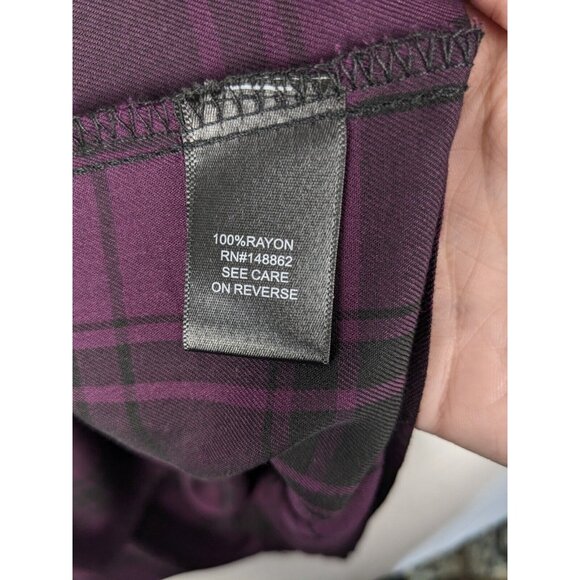 100%RAYON
RN#148862
SEE CARE
ON REVERSE